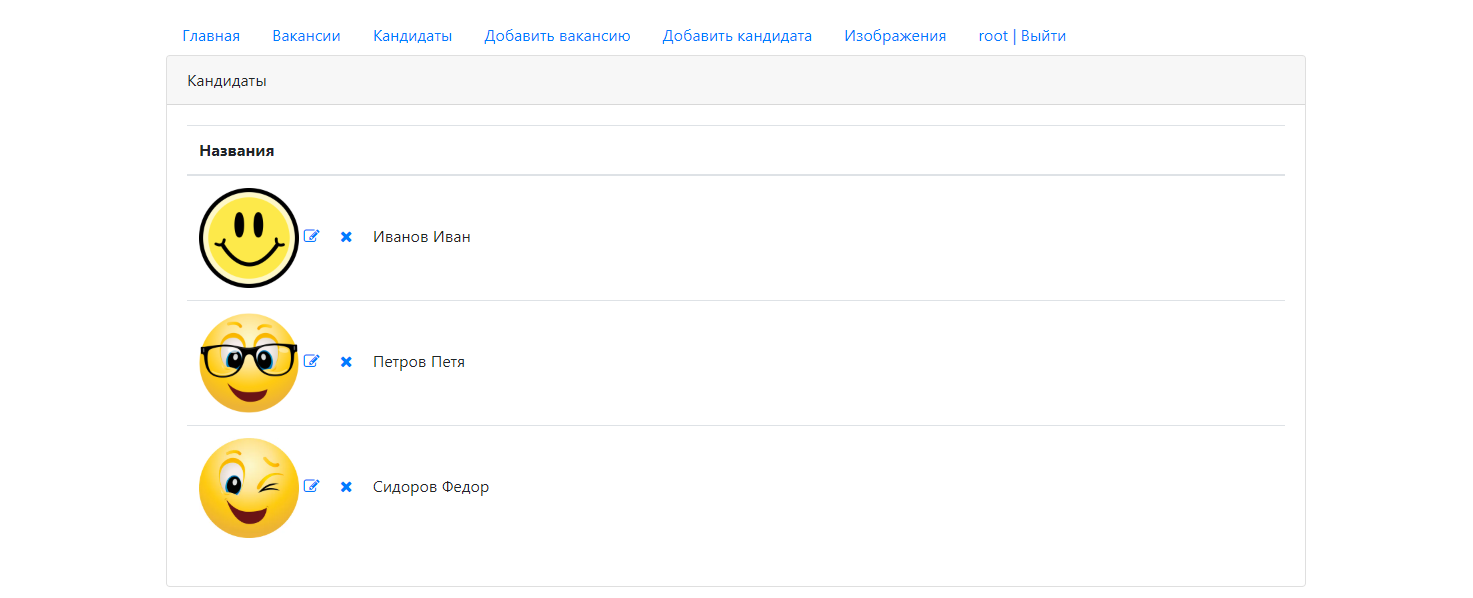 Главная Вакансии Кандидаты Добавить вакансию Добавить кандидата Изображения root | Выйти
Кандидаты
Названия
Иванов Иван
Петров Петя
Сидоров Федор